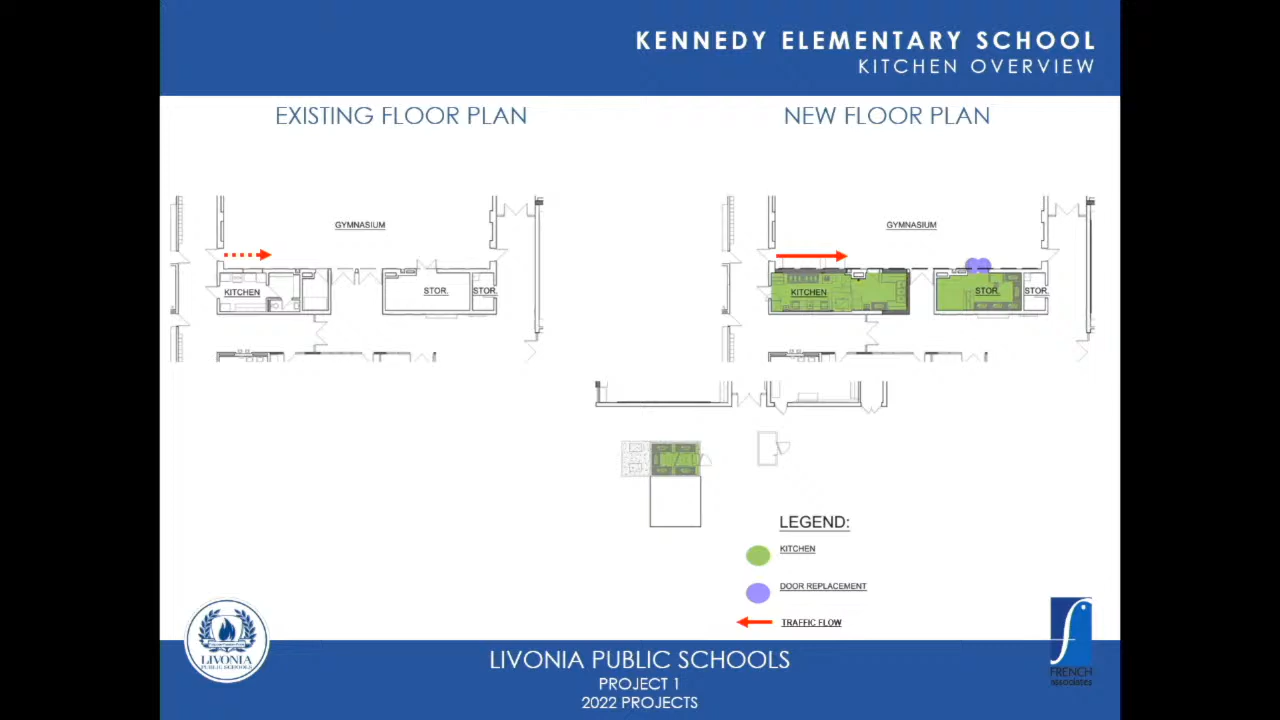 KENNEDY ELEMENTARY SCHOOL
KITCHEN OVERVIEW
EXISTING FLOOR PLAN
NEW FLOOR PLAN
GYMNASIUM
KITCHEN
STOR.
STOR.
GYMNASIUM
KITCHEN
STOR.
STOR.
LEGEND:
KITCHEN
DOOR REPLACEMENT
TRAFFIC FLOW
LIVONIA
PUBLIC SCHOOLS
LIVONIA PUBLIC SCHOOLS
PROJECT 1
2022 PROJECTS
FRENCH
associates